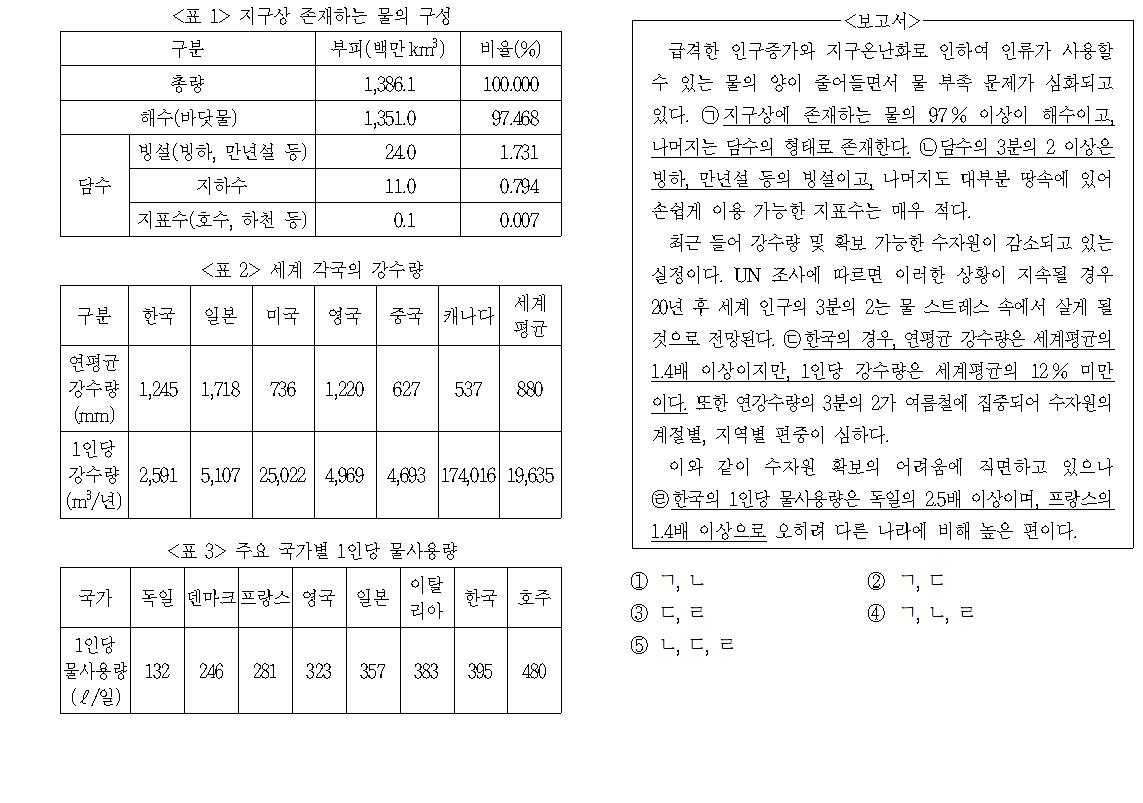 <표 1> 지구상 존재하는 물의 구성
구분 부피(백만 km³) 비율(%)
총량 1,386.1 100.000
해수(바닷물) 1,351.0 97.468
담수 빙설(빙하, 만년설 등) 24.0 1.731
지하수 11.0 0.794
지표수(호수, 하천 등) 0.1 0.007
<표 2> 세계 각국의 강수량
구분 한국 일본 미국 영국 중국 캐나다 세계 평균
연평균 강수량 (mm) 1,245 1,718 736 1,220 627 537 880
1인당 강수량 (m³/년) 2,591 5,107 25,022 4,969 4,693 174,016 19,635
<표 3> 주요 국가별 1인당 물사용량
국가 독일 덴마크 프랑스 영국 일본 이탈리아 한국 호주
1인당 물사용량 (ℓ/일) 132 246 281 323 357 383 395 480
<보고서>
급격한 인구증가와 지구온난화로 인하여 인류가 사용할
수 있는 물의 양이 줄어들면서 물 부족 문제가 심화되고
있다. ㉠지구상에 존재하는 물의 97% 이상이 해수이고,
나머지는 담수의 형태로 존재한다. ㉡담수의 3분의 2 이상은
빙하, 만년설 등의 빙설이고, 나머지도 대부분 땅속에 있어
손쉽게 이용 가능한 지표수는 매우 적다.
최근 들어 강수량 및 확보 가능한 수자원이 감소되고 있는
실정이다. UN 조사에 따르면 이러한 상황이 지속될 경우
20년 후 세계 인구의 3분의 2는 물 스트레스 속에서 살게 될
것으로 전망된다. ㉢한국의 경우, 연평균 강수량은 세계평균의
1.4배 이상이지만, 1인당 강수량은 세계평균의 12% 미만
이다. 또한 연강수량의 3분의 2가 여름철에 집중되어 수자원의
계절별, 지역별 편중이 심하다.
이와 같이 수자원 확보의 어려움에 직면하고 있으나
㉣한국의 1인당 물사용량은 독일의 2.5배 이상이며, 프랑스의
1.4배 이상으로 오히려 다른 나라에 비해 높은 편이다.
① ㄱ, ㄴ ② ㄱ, ㄷ
③ ㄷ, ㄹ ④ ㄱ, ㄴ, ㄹ
⑤ ㄴ, ㄷ, ㄹ